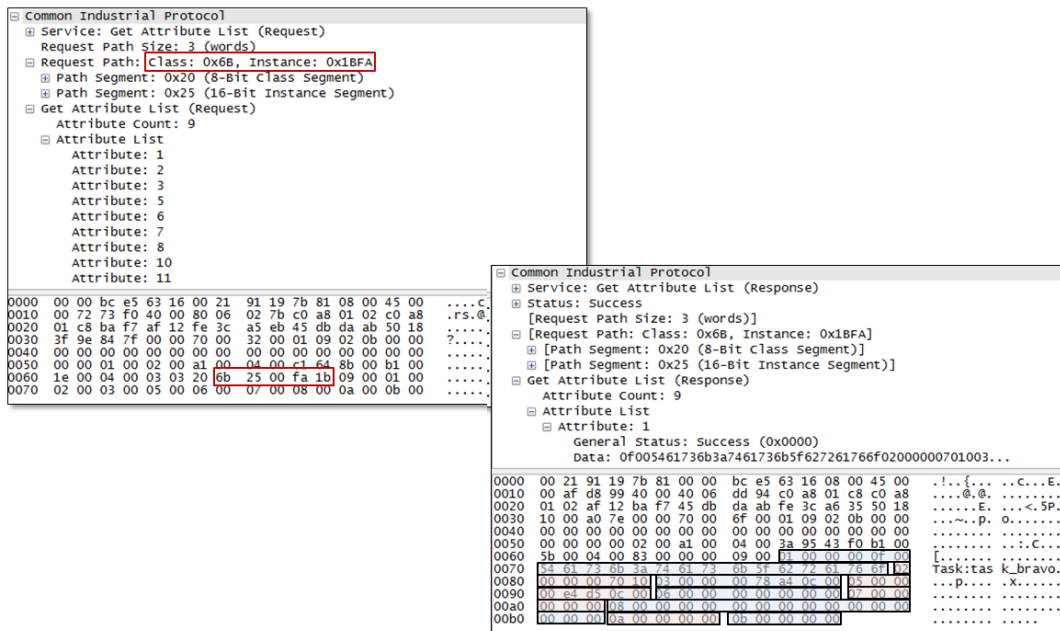 Common Industrial Protocol
Service: Get Attribute List (Request)
Request Path Size: 3 (words)
Request Path: Class: 0x6B, Instance: 0x1BFA
Path Segment: 0x20 (8-Bit Class Segment)
Path Segment: 0x25 (16-Bit Instance Segment)
Get Attribute List (Request)
Attribute Count: 9
Attribute List
Attribute: 1
Attribute: 2
Attribute: 3
Attribute: 5
Attribute: 6
Attribute: 7
Attribute: 8
Attribute: 10
Attribute: 11
0000 00 00 bc e5 63 16 00 21 91 19 7b 81 08 00 45 00 ....c
0010 00 72 73 f0 40 00 80 06 02 7b c0 a8 01 02 c0 a8 .rs.@
0020 01 c8 ba f7 af 12 fe 3c a5 eb 45 db da ab 50 18 .....
0030 3f 9e 84 7f 00 00 70 00 32 00 01 09 02 0b 00 00 ?....
0040 00 00 00 00 00 00 00 00 00 00 00 00 00 00 00 00 .....
0050 00 00 01 00 02 00 a1 00 04 00 c1 64 8b 00 b1 00 .....
0060 1e 00 04 00 03 03 20 6b 25 00 fa 1b 09 00 01 00 .....
0070 02 00 03 00 05 00 06 00 07 00 08 00 0a 00 0b 00 .....
Common Industrial Protocol
Service: Get Attribute List (Response)
Status: Success
[Request Path Size: 3 (words)]
[Request Path: Class: 0x6B, Instance: 0x1BFA]
[Path Segment: 0x20 (8-Bit Class Segment)]
[Path Segment: 0x25 (16-Bit Instance Segment)]
Get Attribute List (Response)
Attribute Count: 9
Attribute List
Attribute: 1
General Status: Success (0x0000)
Data: 0f005461736b3a7461736b5f627261766f02000000701003...
0000 00 21 91 19 7b 81 00 00 bc e5 63 16 08 00 45 00 .!..{... ..c...E.
0010 00 af d8 99 40 00 40 06 dd 94 c0 a8 01 c8 c0 a8 ....@.@. ........
0020 01 02 af 12 ba f7 45 db da ab fe 3c a6 35 50 18 ......E. ...<.5P.
0030 10 00 a0 7e 00 00 70 00 6f 00 01 09 02 0b 00 00 ...~..p. o.......
0040 00 00 00 00 00 00 00 00 00 00 00 00 00 00 00 00 ........ ........
0050 00 00 00 00 02 00 a1 00 04 00 3a 95 43 f0 b1 00 ........ ..:.C...
0060 5b 00 04 00 83 00 00 00 09 00 01 00 00 00 0f 00 [....... ........
0070 54 61 73 6b 3a 74 61 73 6b 5f 62 72 61 76 6f 02 Task:tas k_bravo.
0080 00 00 00 70 10 03 00 00 00 78 a4 0c 00 05 00 00 ...p.... .x......
0090 00 e4 d5 0c 00 06 00 00 00 00 00 00 00 07 00 00 ........ ........
00a0 00 00 00 08 00 00 00 00 00 00 00 00 00 00 00 00 ........ ........
00b0 00 00 00 0a 00 00 00 00 0b 00 00 00 00 ........ .....